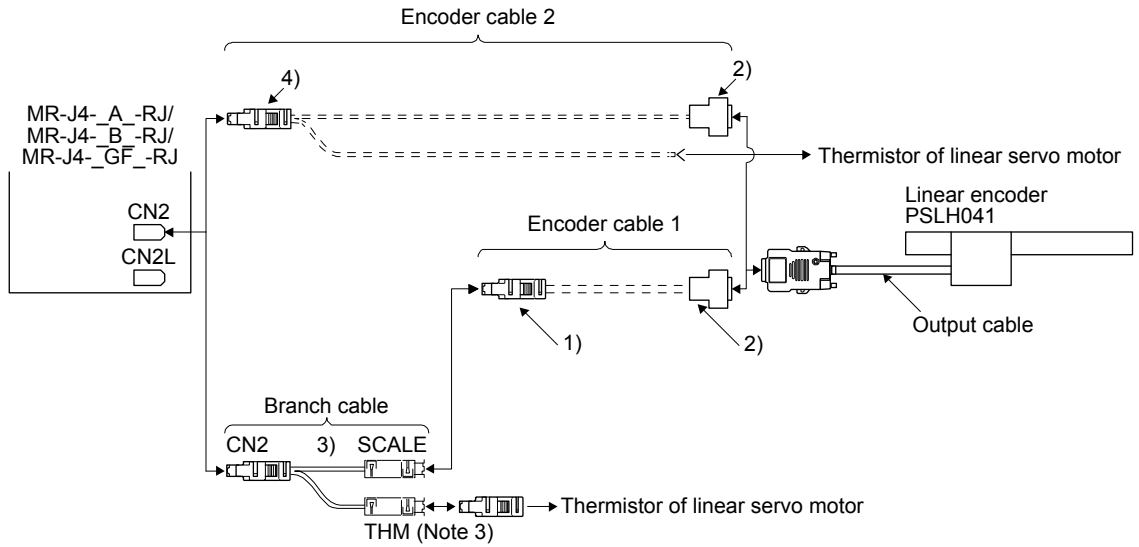 Encoder cable 2
4)
2)
MR-J4-_A_-RJ/
MR-J4-_B_-RJ/
MR-J4-_GF_-RJ
Thermistor of linear servo motor
CN2
CN2L
Encoder cable 1
Linear encoder
PSLH041
1)
2)
Output cable
Branch cable
CN2 3) SCALE
Thermistor of linear servo motor
THM (Note 3)